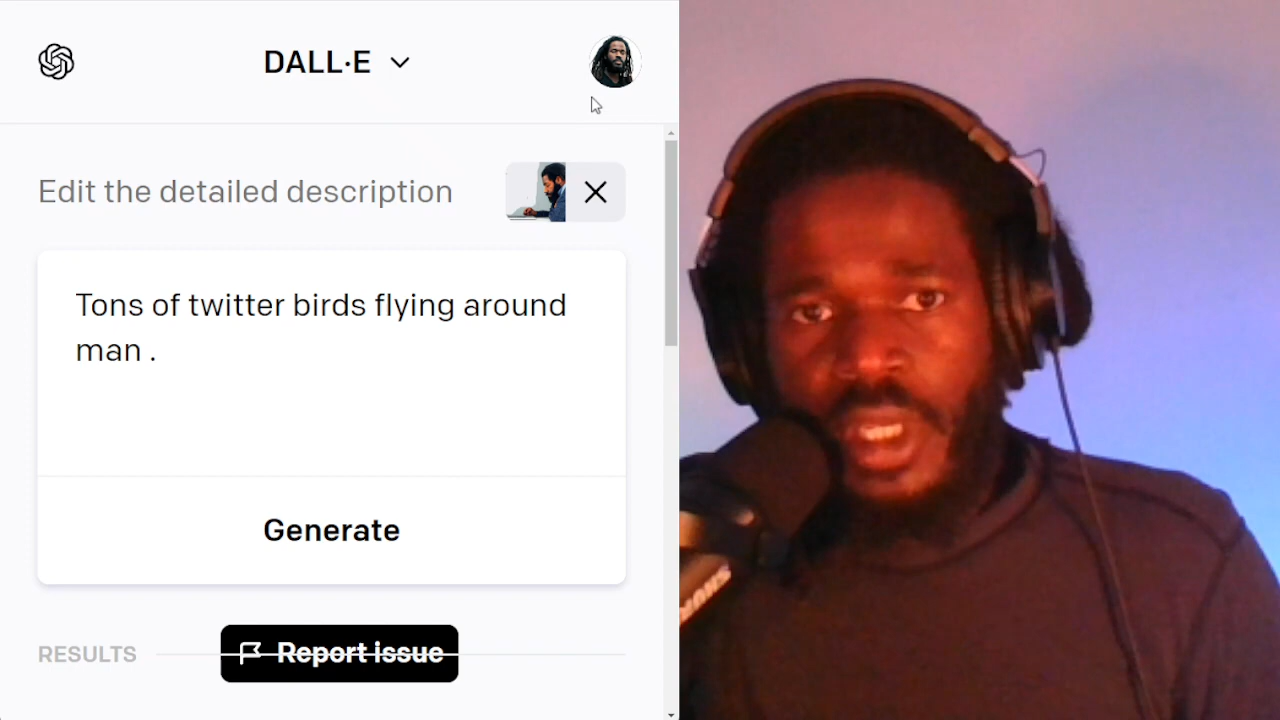 DALL·E
Edit the detailed description
Tons of twitter birds flying around
man .
Generate
RESULTS
Report issue